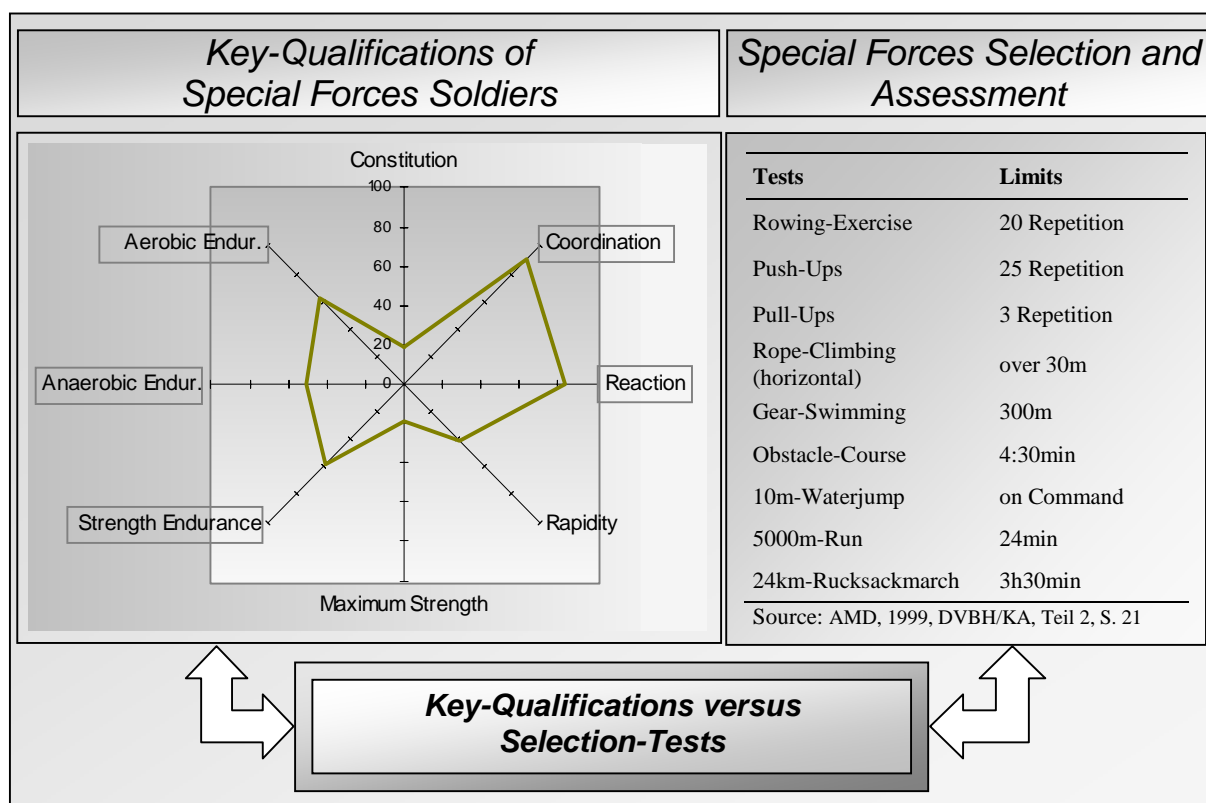 Key-Qualifications of
Special Forces Soldiers
Special Forces Selection and
Assessment
Constitution
100
80
60
40
20
0
Aerobic Endur.
Coordination
Anaerobic Endur.
Reaction
Strength Endurance
Rapidity
Maximum Strength
Tests Limits
Rowing-Exercise 20 Repetition
Push-Ups 25 Repetition
Pull-Ups 3 Repetition
Rope-Climbing
(horizontal) over 30m
Gear-Swimming 300m
Obstacle-Course 4:30min
10m-Waterjump on Command
5000m-Run 24min
24km-Rucksackmarch 3h30min
Source: AMD, 1999, DVBH/KA, Teil 2, S. 21
Key-Qualifications versus
Selection-Tests